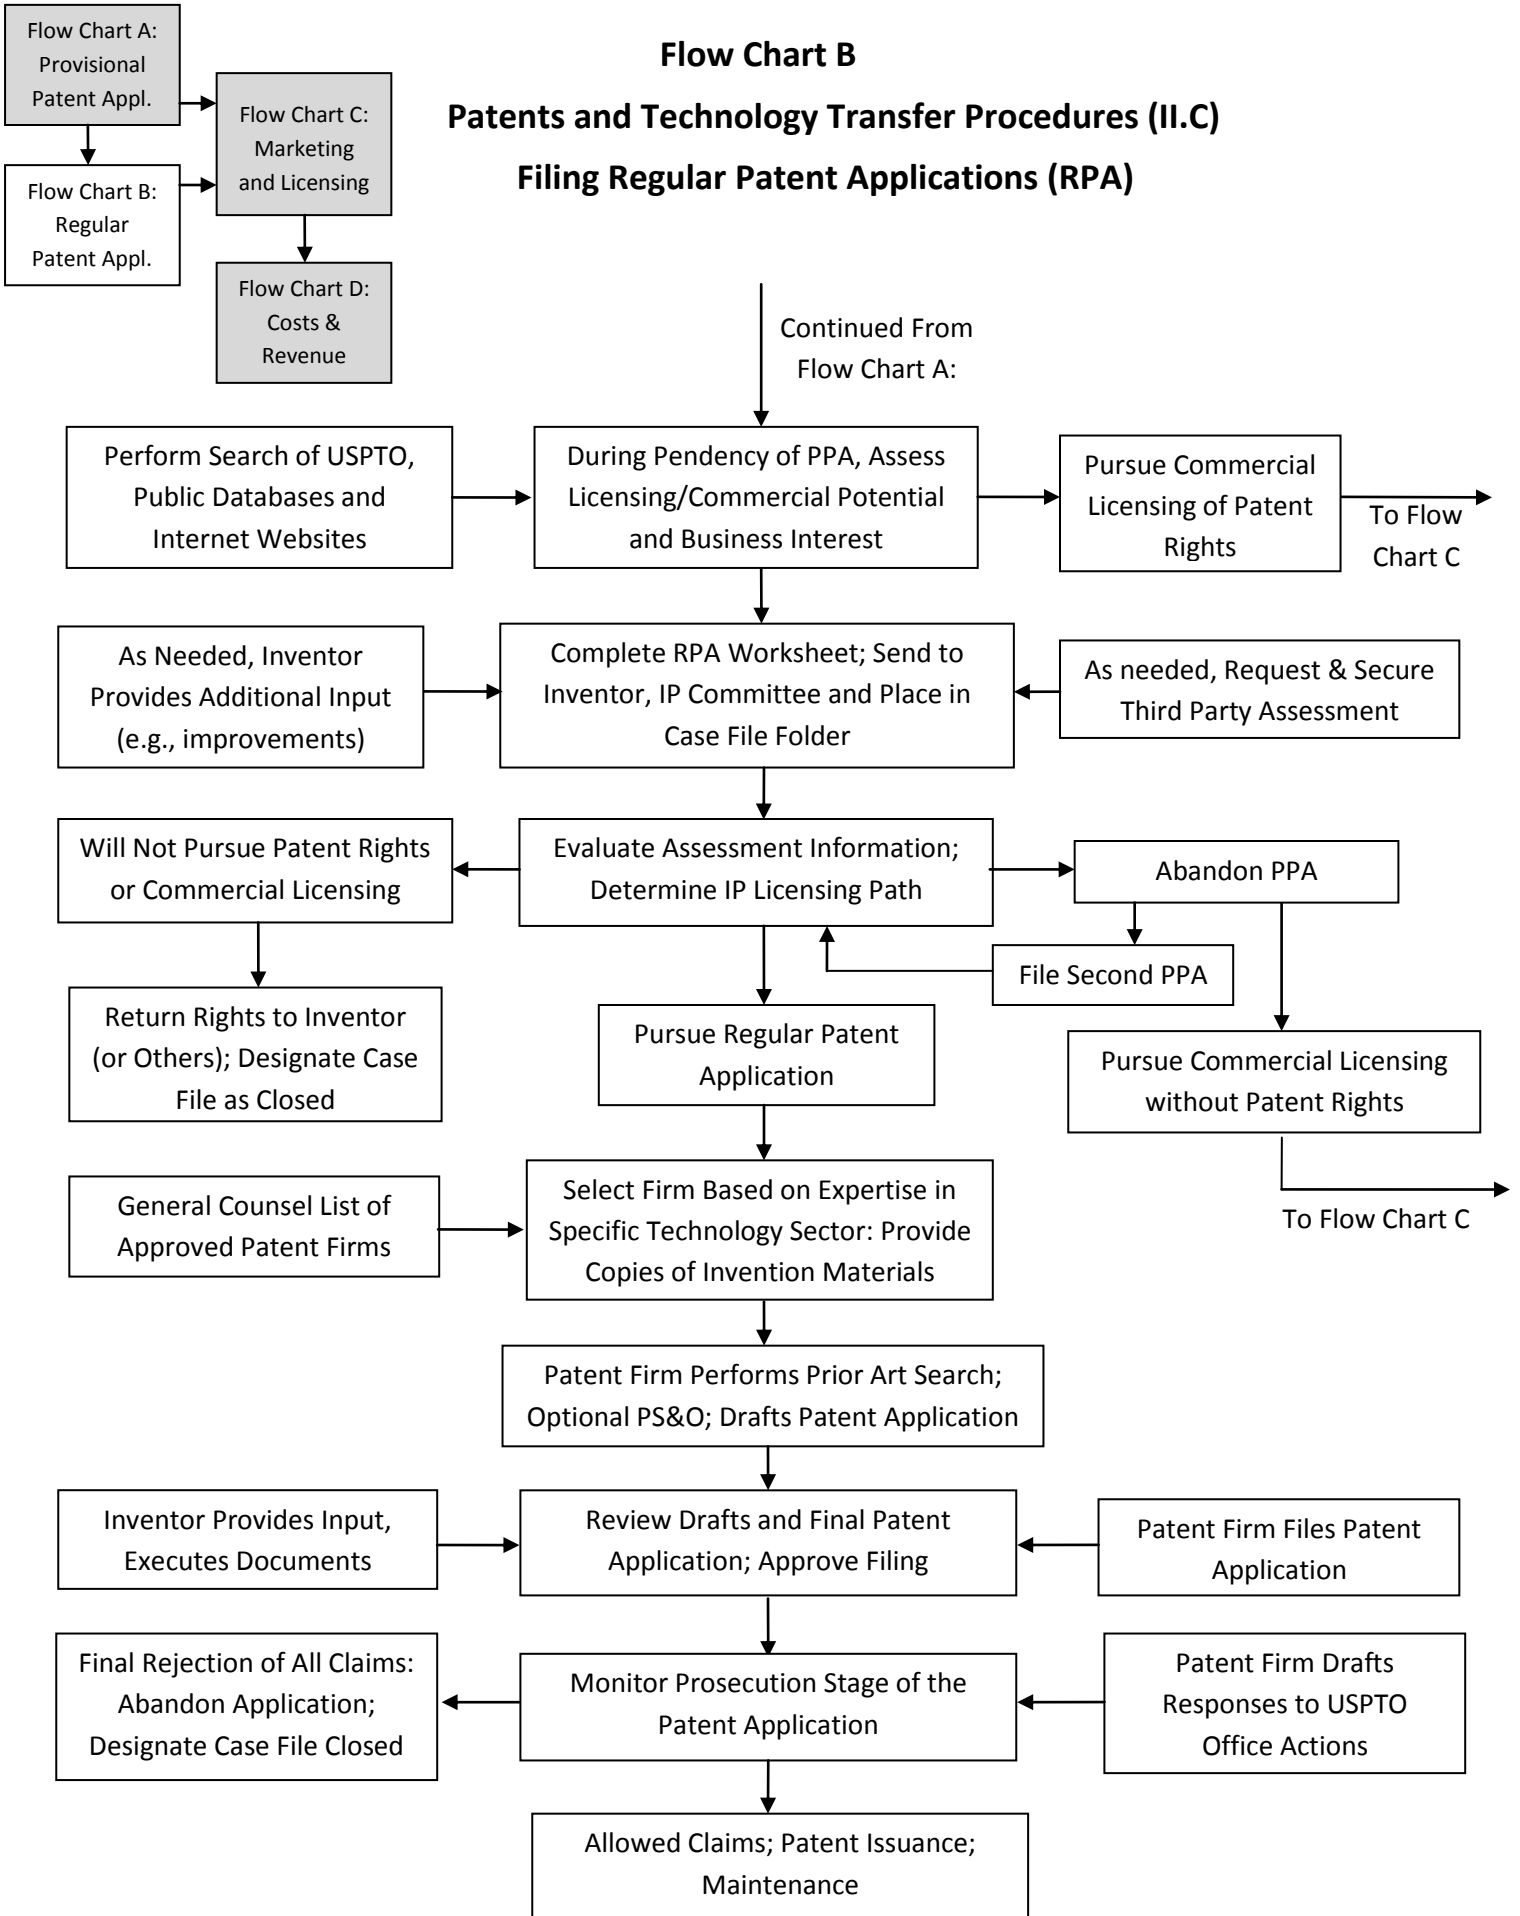 Flow Chart A:
Provisional
Patent Appl.
Flow Chart B:
Regular
Patent Appl.
Flow Chart C:
Marketing
and Licensing
Flow Chart D:
Costs &
Revenue
Flow Chart B
Patents and Technology Transfer Procedures (II.C)
Filing Regular Patent Applications (RPA)
Continued From
Flow Chart A:
Perform Search of USPTO,
Public Databases and
Internet Websites
During Pendency of PPA, Assess
Licensing/Commercial Potential
and Business Interest
Pursue Commercial
Licensing of Patent
Rights
To Flow
Chart C
As Needed, Inventor
Provides Additional Input
(e.g., improvements)
Complete RPA Worksheet; Send to
Inventor, IP Committee and Place in
Case File Folder
As needed, Request & Secure
Third Party Assessment
Will Not Pursue Patent Rights
or Commercial Licensing
Evaluate Assessment Information;
Determine IP Licensing Path
Abandon PPA
File Second PPA
Return Rights to Inventor
(or Others); Designate Case
File as Closed
Pursue Regular Patent
Application
Pursue Commercial Licensing
without Patent Rights
To Flow Chart C
General Counsel List of
Approved Patent Firms
Select Firm Based on Expertise in
Specific Technology Sector: Provide
Copies of Invention Materials
Patent Firm Performs Prior Art Search;
Optional PS&O; Drafts Patent Application
Inventor Provides Input,
Executes Documents
Review Drafts and Final Patent
Application; Approve Filing
Patent Firm Files Patent
Application
Final Rejection of All Claims:
Abandon Application;
Designate Case File Closed
Monitor Prosecution Stage of the
Patent Application
Patent Firm Drafts
Responses to USPTO
Office Actions
Allowed Claims; Patent Issuance;
Maintenance